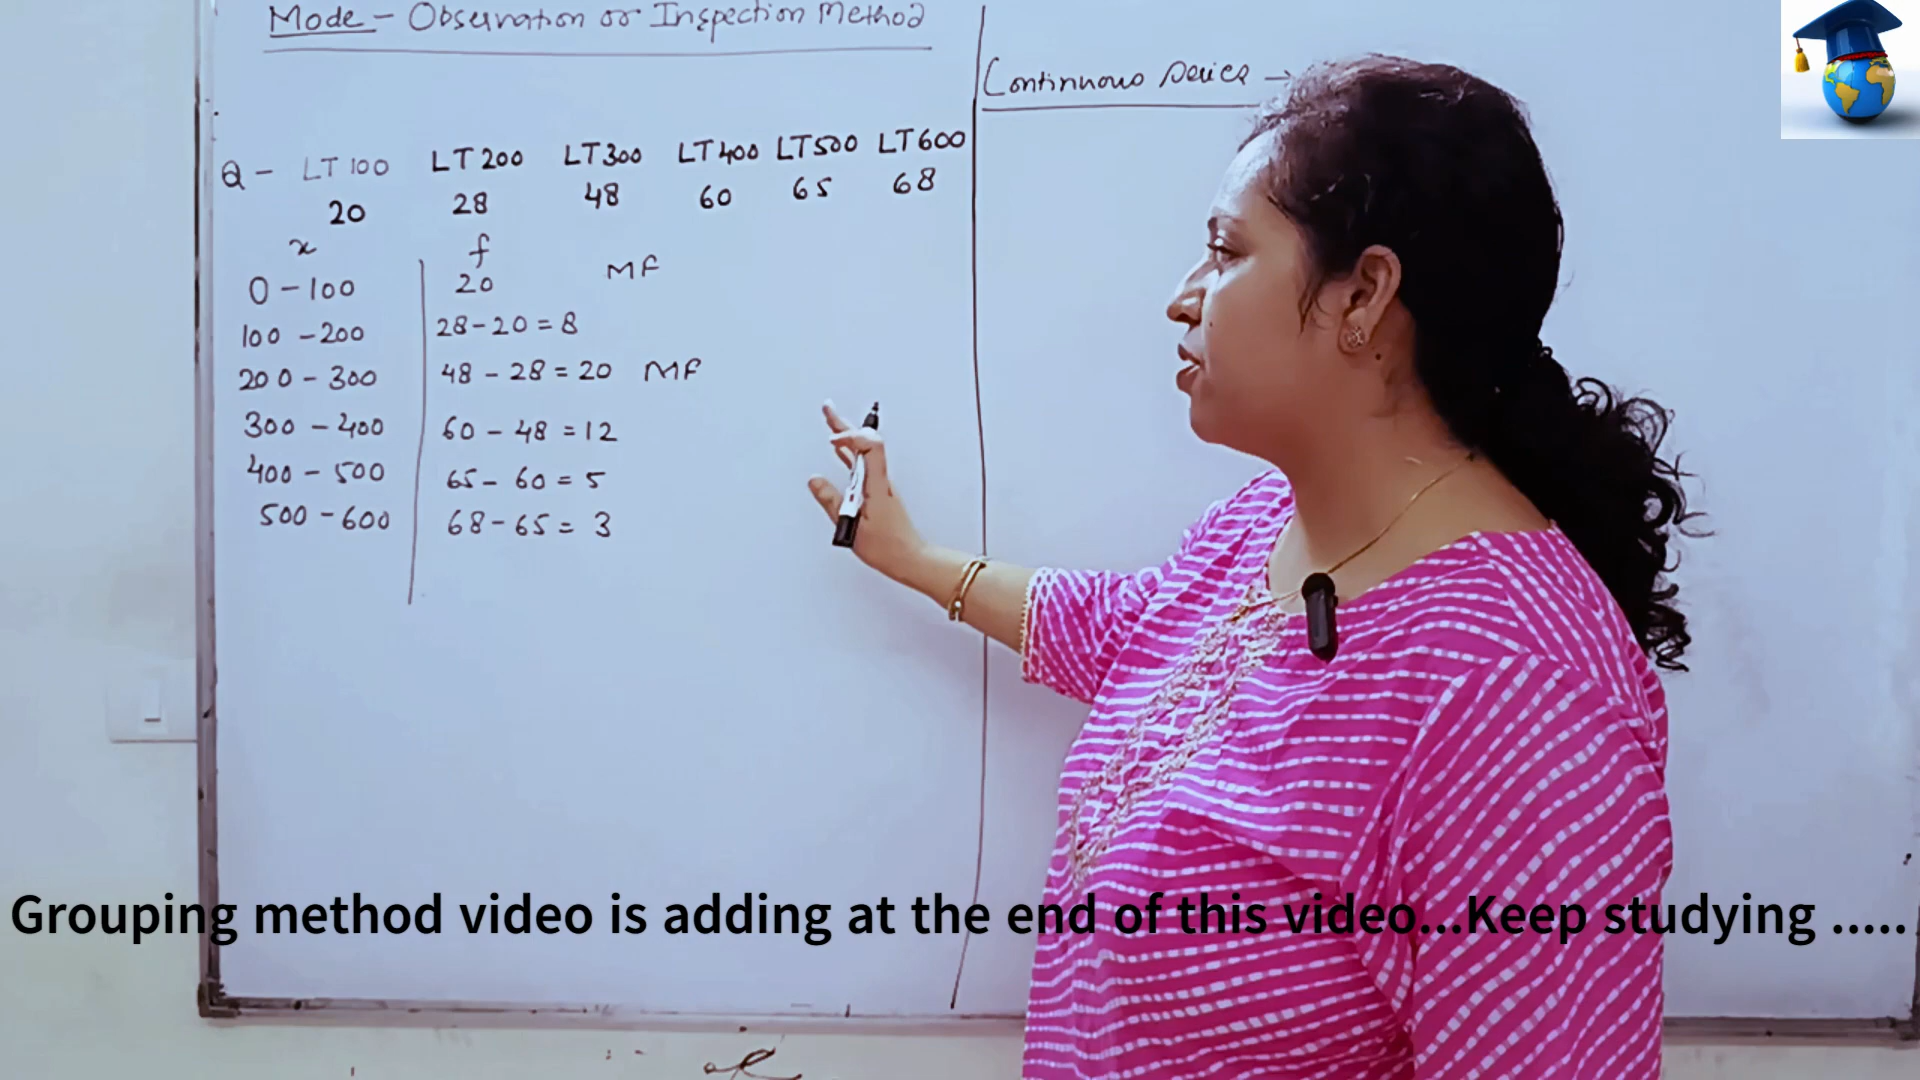 Mode - Observation or Inspection Method
Continuous Series →
Q - LT 100 LT 200 LT 300 LT 400 LT 500 LT 600
20 28 48 60 65 68
x f
0 - 100 20 MF
100 - 200 28 - 20 = 8
200 - 300 48 - 28 = 20 MF
300 - 400 60 - 48 = 12
400 - 500 65 - 60 = 5
500 - 600 68 - 65 = 3
Grouping method video is adding at the end of this video...Keep studying .....